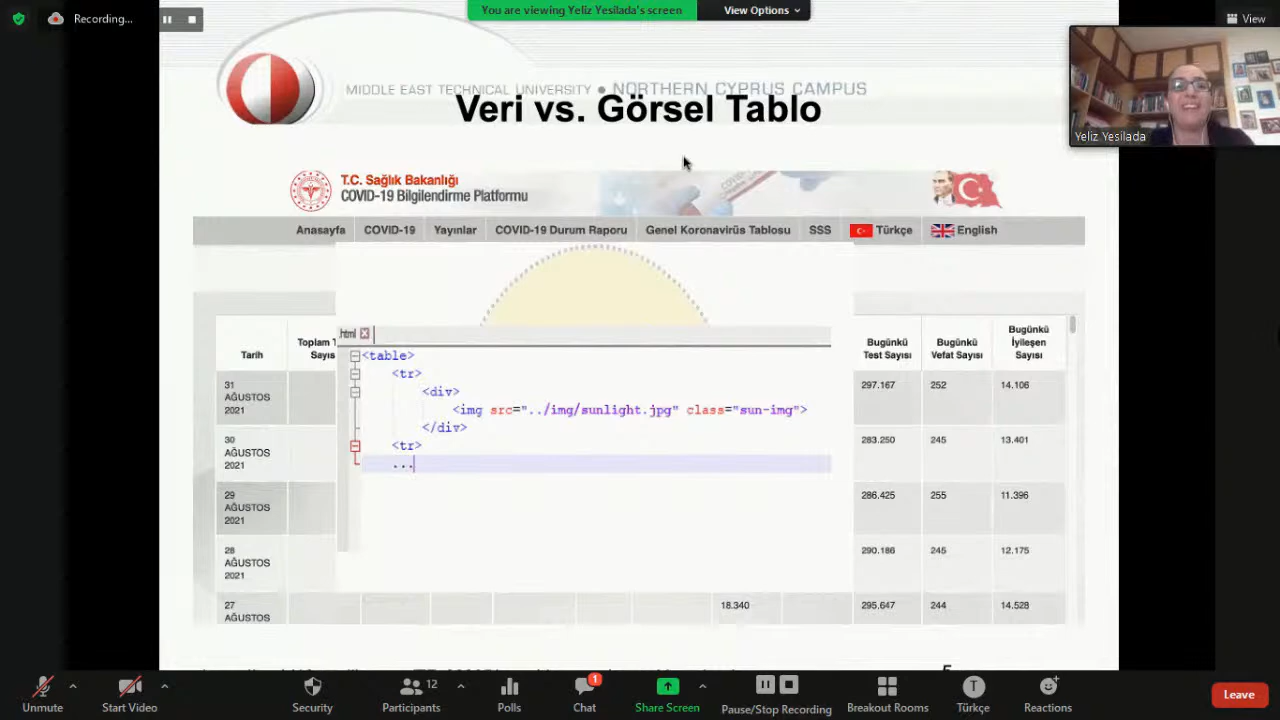 Recording...
You are viewing Yeliz Yesilada's screen
View Options
View
MIDDLE EAST TECHNICAL UNIVERSITY • NORTHERN CYPRUS CAMPUS
Veri vs. Görsel Tablo
Yeliz Yesilada
T.C. Sağlık Bakanlığı
COVID-19 Bilgilendirme Platformu
Anasayfa COVID-19 Yayınlar COVID-19 Durum Raporu Genel Koronavirüs Tablosu SSS Türkçe English
Tarih
Toplam
Sayıs
Bugünkü Test Sayısı
Bugünkü Vefat Sayısı
Bugünkü İyileşen Sayısı
.html
<table>
<tr>
<div>
<img src="../img/sunlight.jpg" class="sun-img">
</div>
<tr>
...
31 AĞUSTOS 2021 297.167 252 14.106
30 AĞUSTOS 2021 283.250 245 13.401
29 AĞUSTOS 2021 286.425 255 11.396
28 AĞUSTOS 2021 290.186 245 12.175
27 AĞUSTOS 18.340 295.647 244 14.528
Unmute
Start Video
Security
12
Participants
Polls
1
Chat
Share Screen
Pause/Stop Recording
Breakout Rooms
T
Türkçe
Reactions
Leave